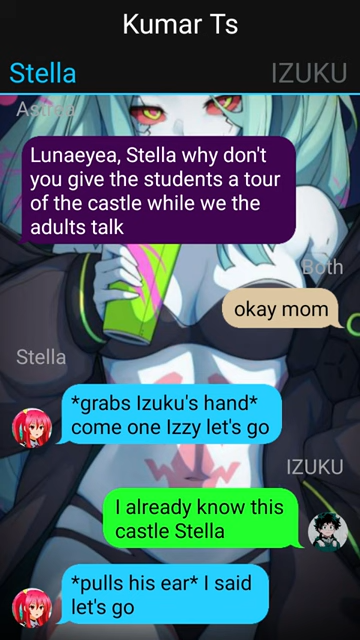 Kumar Ts
Stella
IZUKU
Astrea
Lunaeyea, Stella why don't
you give the students a tour
of the castle while we the
adults talk
Both
okay mom
Stella
*grabs Izuku's hand*
come one Izzy let's go
IZUKU
I already know this
castle Stella
*pulls his ear* I said
let's go